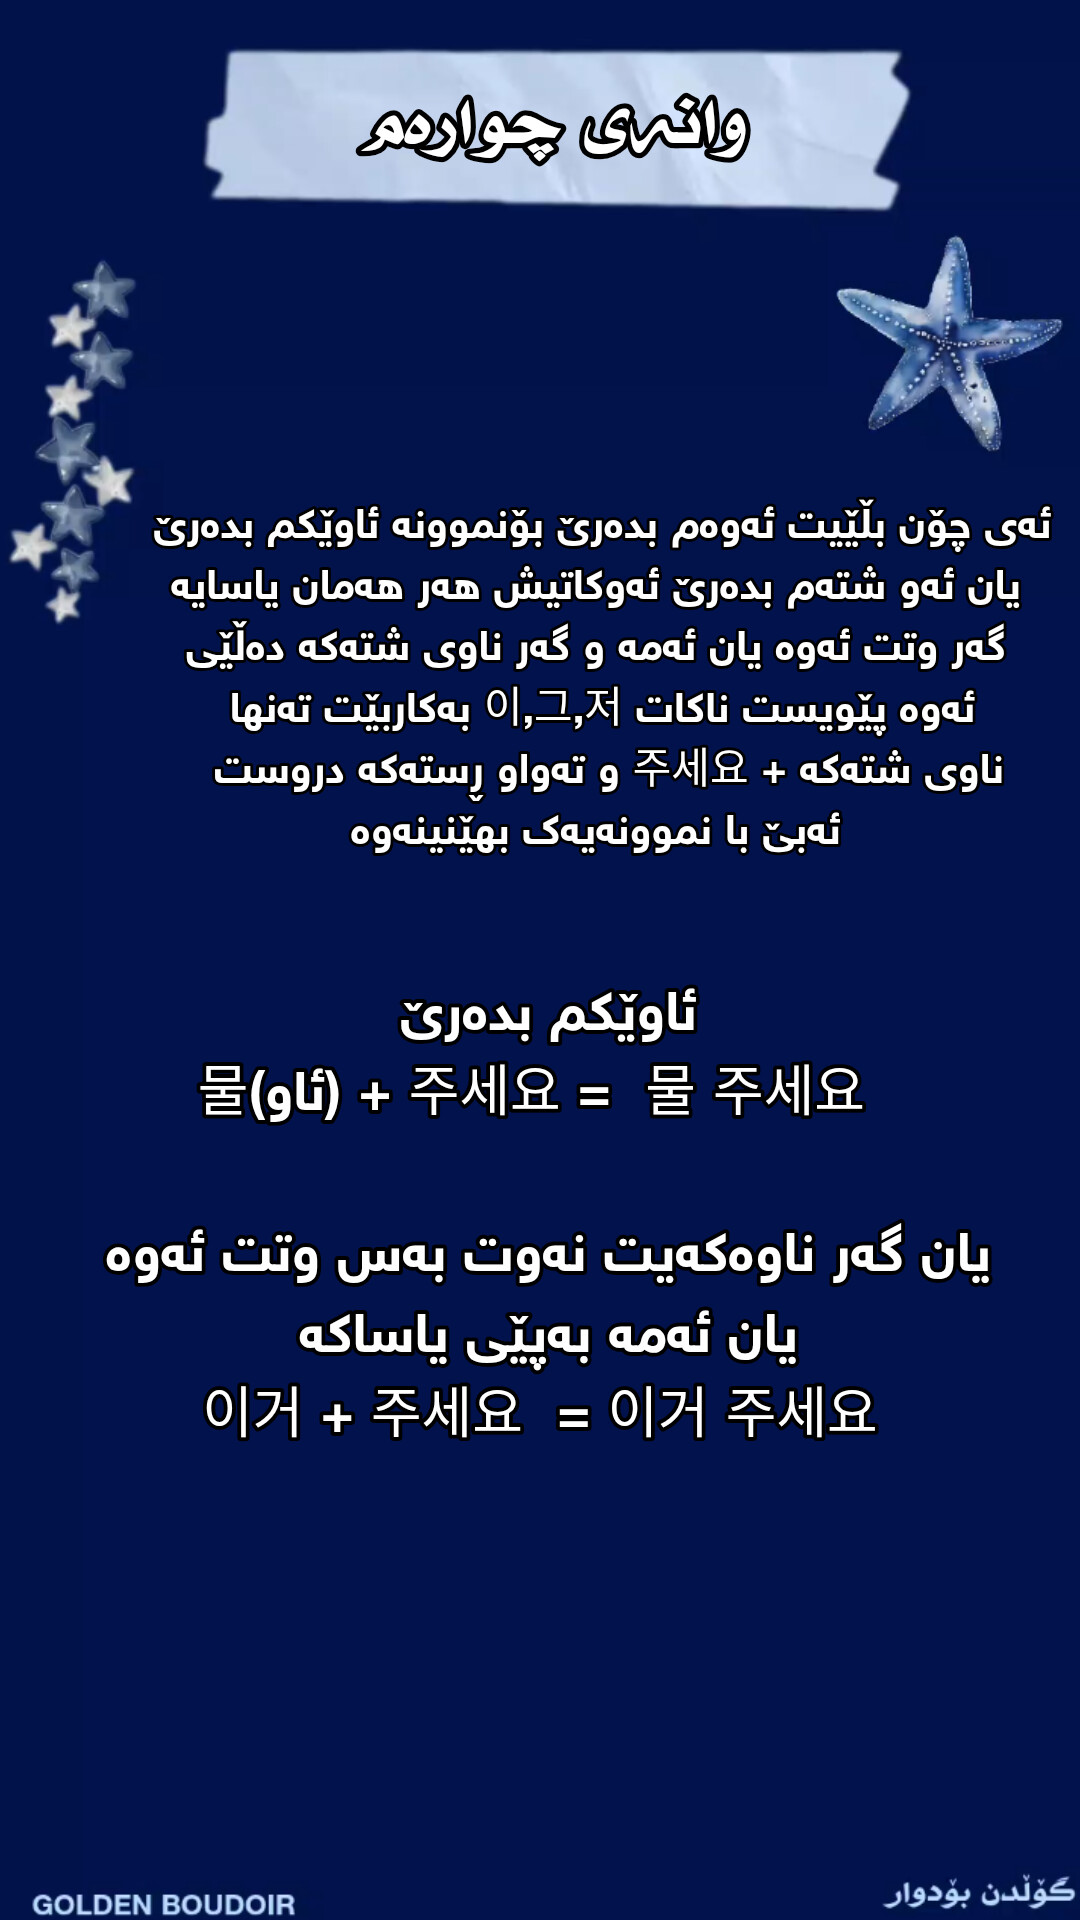 وانەی چوارەم
ئەی چۆن بڵێیت ئەوەم بدەرێ بۆنموونە ئاوێکم بدەرێ
یان ئەو شتەم بدەرێ ئەوکاتیش هەر هەمان یاسایە
گەر وتت ئەوە یان ئەمە و گەر ناوی شتەکە دەڵێی
ئەوە پێویست ناکات 이,그,저 بەکاربێت تەنها
ناوی شتەکە + 주세요 و تەواو ڕستەکە دروست
ئەبێ با نموونەیەک بهێنینەوە
ئاوێکم بدەرێ
물(ئاو) + 주세요 = 물 주세요
یان گەر ناوەکەیت نەوت بەس وتت ئەوە
یان ئەمە بەپێی یاساکە
이거 + 주세요 = 이거 주세요
GOLDEN BOUDOIR
گۆڵدن بۆدوار